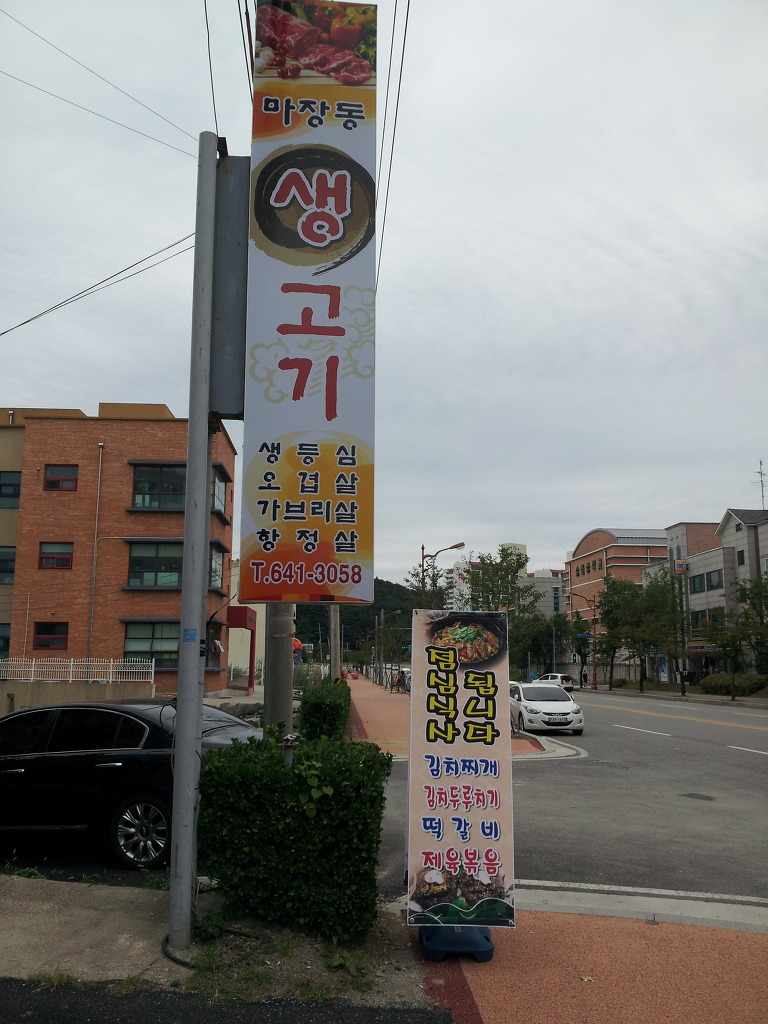 마장동
생
고
기
생등심
오겹살
가브리살
항정살
T.641-3058
점심식사
됩니다
김치찌개
김치두루치기
떡갈비
제육볶음